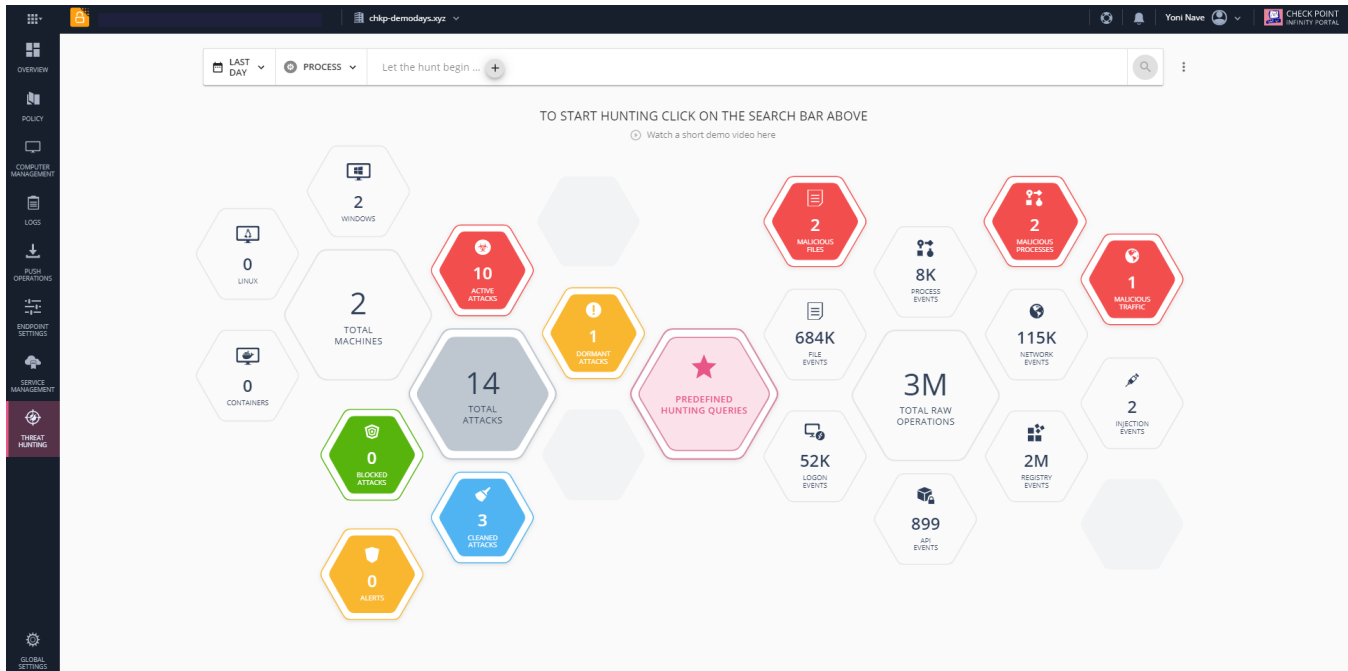 chkp-demodays.xyz
Yoni Nave
CHECK POINT
INFINITY PORTAL
OVERVIEW
POLICY
COMPUTER
MANAGEMENT
LOGS
PUSH
OPERATIONS
ENDPOINT
SETTINGS
SERVICE
MANAGEMENT
THREAT
HUNTING
GLOBAL
SETTINGS
LAST
DAY
PROCESS
Let the hunt begin ...
TO START HUNTING CLICK ON THE SEARCH BAR ABOVE
Watch a short demo video here
2
WINDOWS
0
LINUX
2
TOTAL
MACHINES
0
CONTAINERS
10
ACTIVE
ATTACKS
1
DORMANT
ATTACKS
14
TOTAL
ATTACKS
0
BLOCKED
ATTACKS
3
CLEANED
ATTACKS
0
ALERTS
PREDEFINED
HUNTING QUERIES
2
MALICIOUS
FILES
8K
PROCESS
EVENTS
2
MALICIOUS
PROCESSES
1
MALICIOUS
TRAFFIC
684K
FILE
EVENTS
115K
NETWORK
EVENTS
3M
TOTAL RAW
OPERATIONS
2
INJECTION
EVENTS
52K
LOGON
EVENTS
2M
REGISTRY
EVENTS
899
API
EVENTS